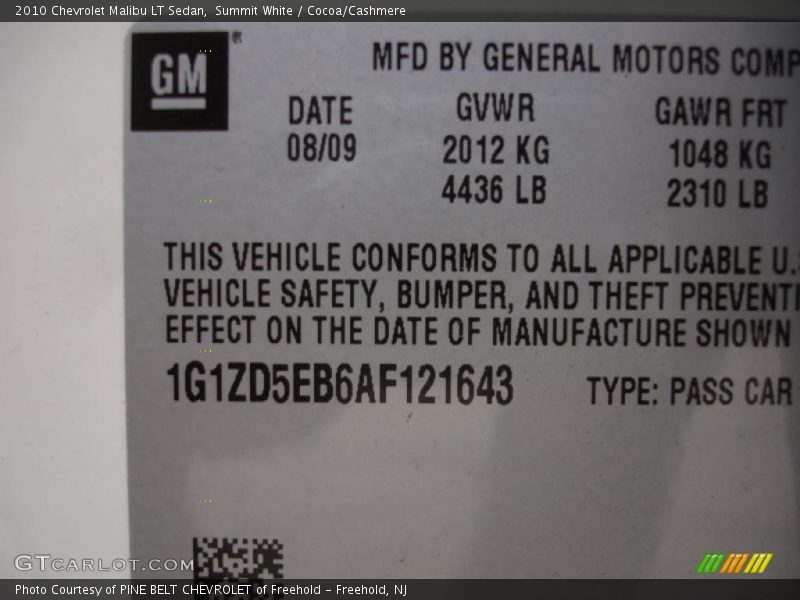 2010 Chevrolet Malibu LT Sedan, Summit White / Cocoa/Cashmere
GM ®
MFD BY GENERAL MOTORS COMP
DATE GVWR GAWR FRT
08/09 2012 KG 1048 KG
4436 LB 2310 LB
THIS VEHICLE CONFORMS TO ALL APPLICABLE U.S
VEHICLE SAFETY, BUMPER, AND THEFT PREVENTI
EFFECT ON THE DATE OF MANUFACTURE SHOWN
1G1ZD5EB6AF121643 TYPE: PASS CAR
GTCARLOT.COM
Photo Courtesy of PINE BELT CHEVROLET of Freehold - Freehold, NJ